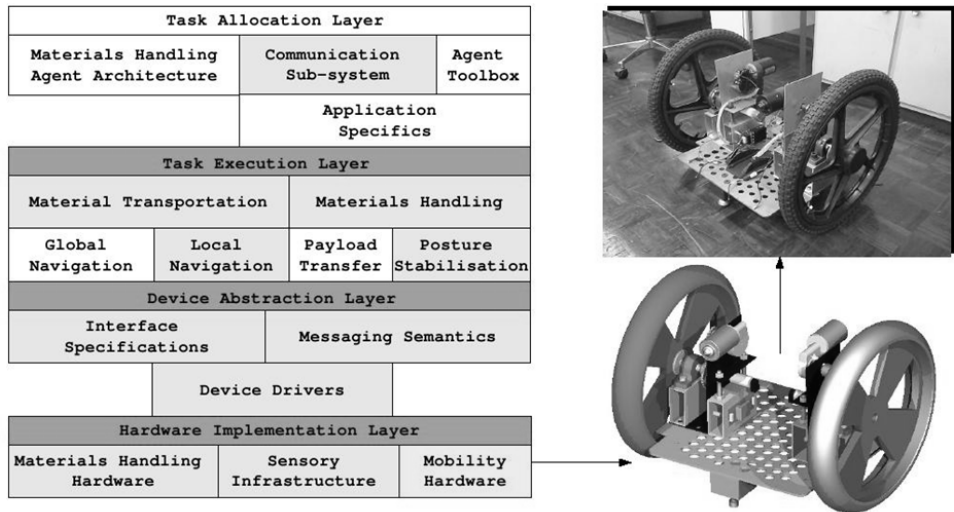 Task Allocation Layer
Materials Handling
Agent Architecture
Communication
Sub-system
Agent
Toolbox
Application
Specifics
Task Execution Layer
Material Transportation
Materials Handling
Global
Navigation
Local
Navigation
Payload
Transfer
Posture
Stabilisation
Device Abstraction Layer
Interface
Specifications
Messaging Semantics
Device Drivers
Hardware Implementation Layer
Materials Handling
Hardware
Sensory
Infrastructure
Mobility
Hardware